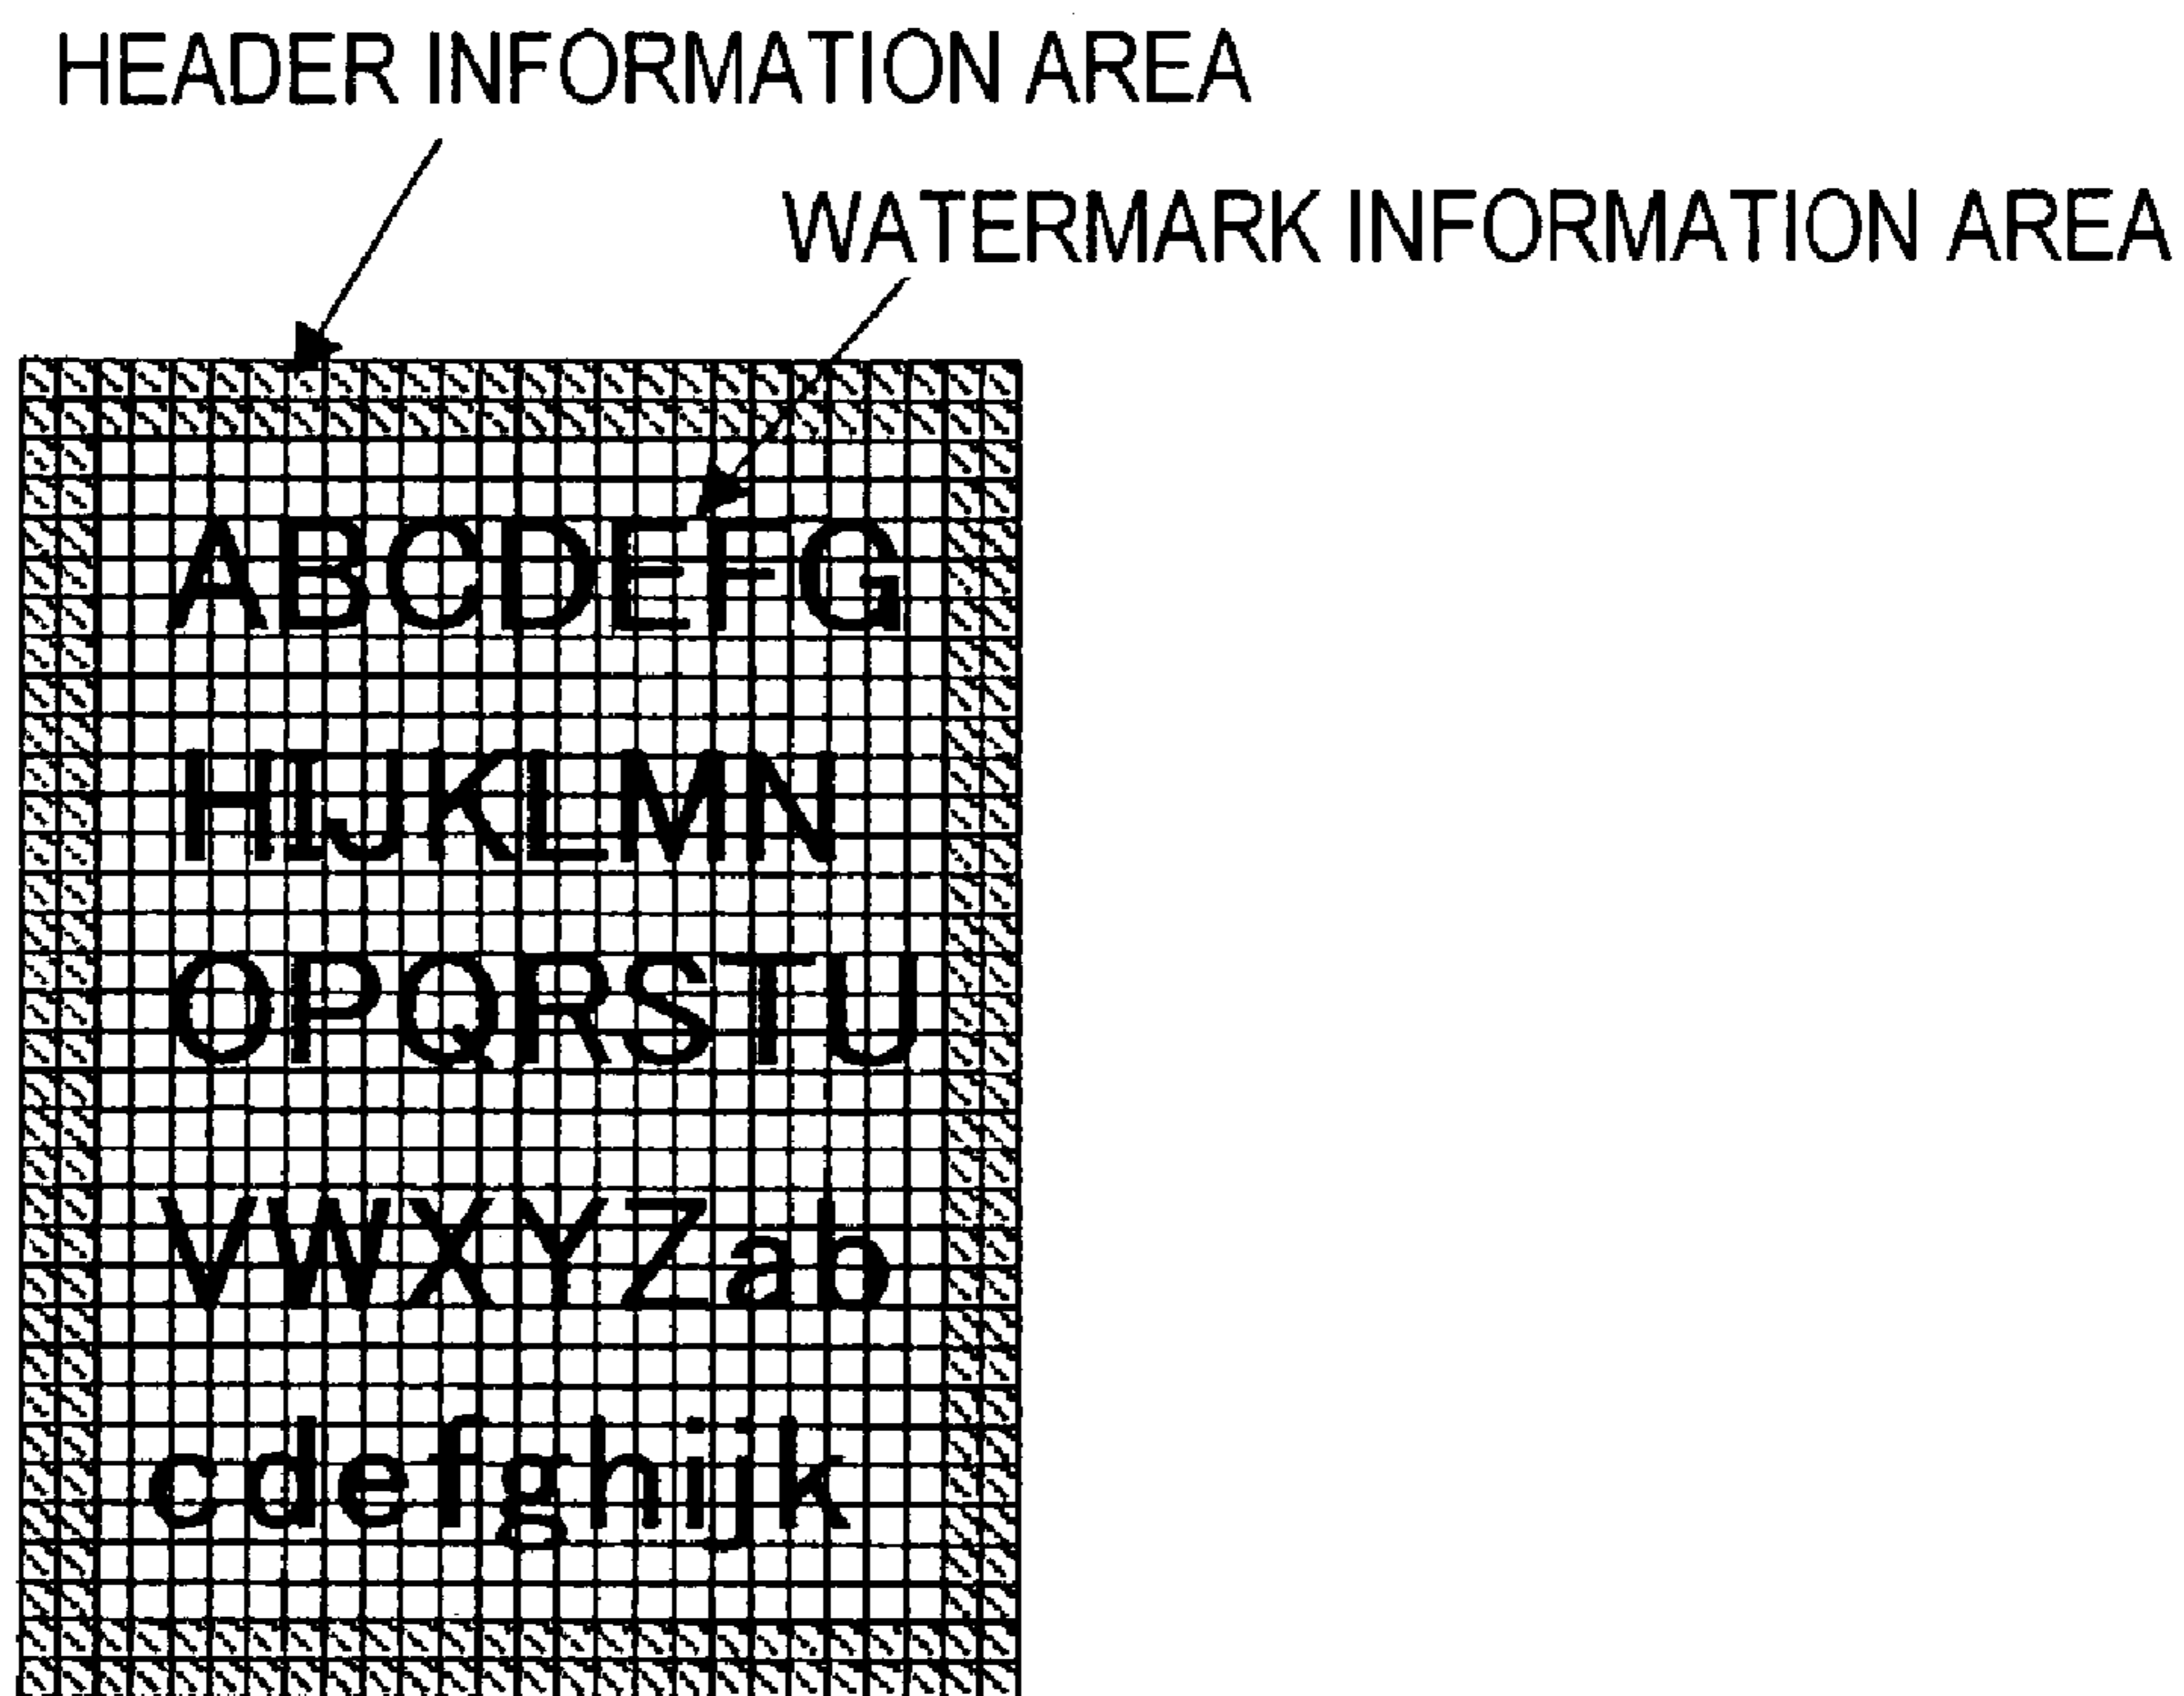 HEADER INFORMATION AREA
WATERMARK INFORMATION AREA
ABCDEFG
HIJKLMN
OPQRSTU
VWXYZab
cdefghijk